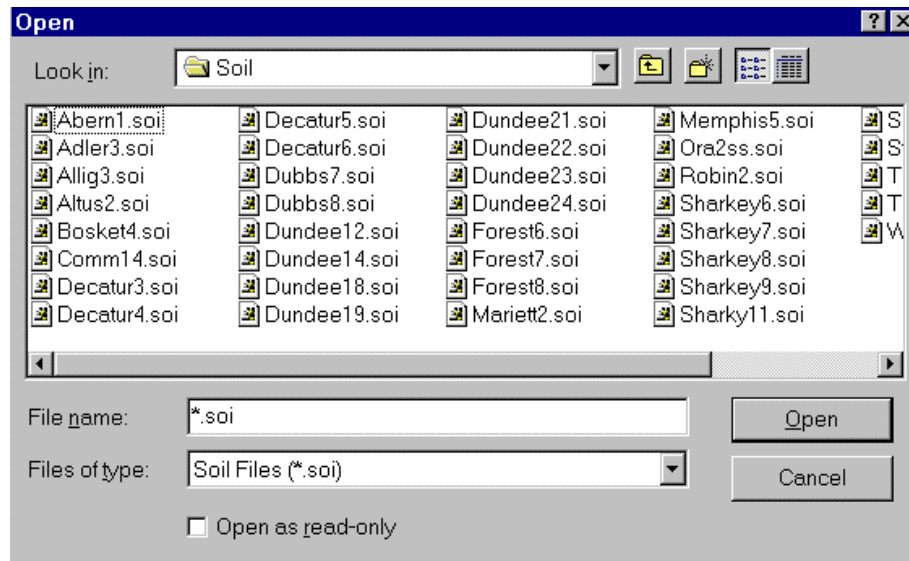 Open
Look in: Soil
Abern1.soi Decatur5.soi Dundee21.soi Memphis5.soi S
Adler3.soi Decatur6.soi Dundee22.soi Ora2ss.soi S
Allig3.soi Dubbs7.soi Dundee23.soi Robin2.soi T
Altus2.soi Dubbs8.soi Dundee24.soi Sharkey6.soi T
Bosket4.soi Dundee12.soi Forest6.soi Sharkey7.soi W
Comm14.soi Dundee14.soi Forest7.soi Sharkey8.soi
Decatur3.soi Dundee18.soi Forest8.soi Sharkey9.soi
Decatur4.soi Dundee19.soi Mariett2.soi Sharky11.soi
File name: *.soi Open
Files of type: Soil Files (*.soi) Cancel
Open as read-only